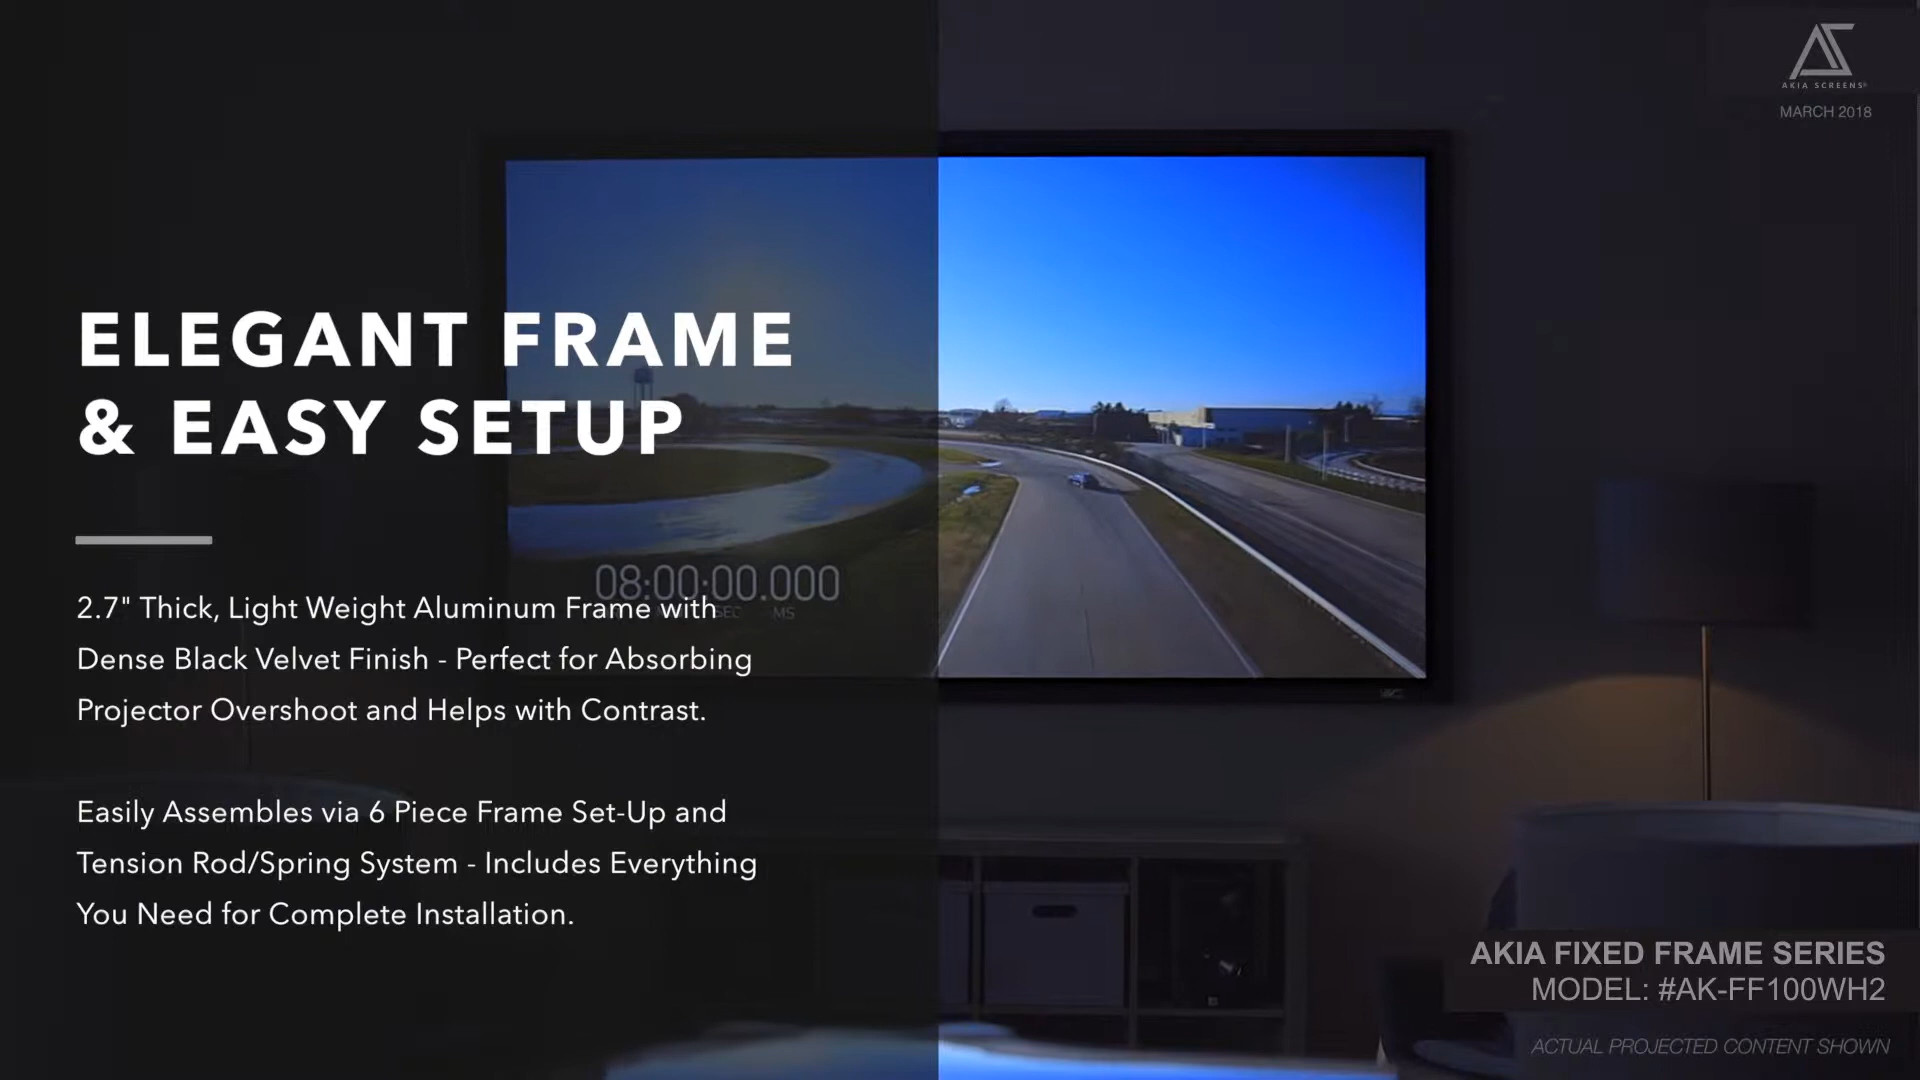 AKIA SCREENS
MARCH 2018
ELEGANT FRAME
& EASY SETUP
08:00:00.000
SEC MS
2.7" Thick, Light Weight Aluminum Frame with
Dense Black Velvet Finish - Perfect for Absorbing
Projector Overshoot and Helps with Contrast.
Easily Assembles via 6 Piece Frame Set-Up and
Tension Rod/Spring System - Includes Everything
You Need for Complete Installation.
AKIA FIXED FRAME SERIES
MODEL: #AK-FF100WH2
ACTUAL PROJECTED CONTENT SHOWN